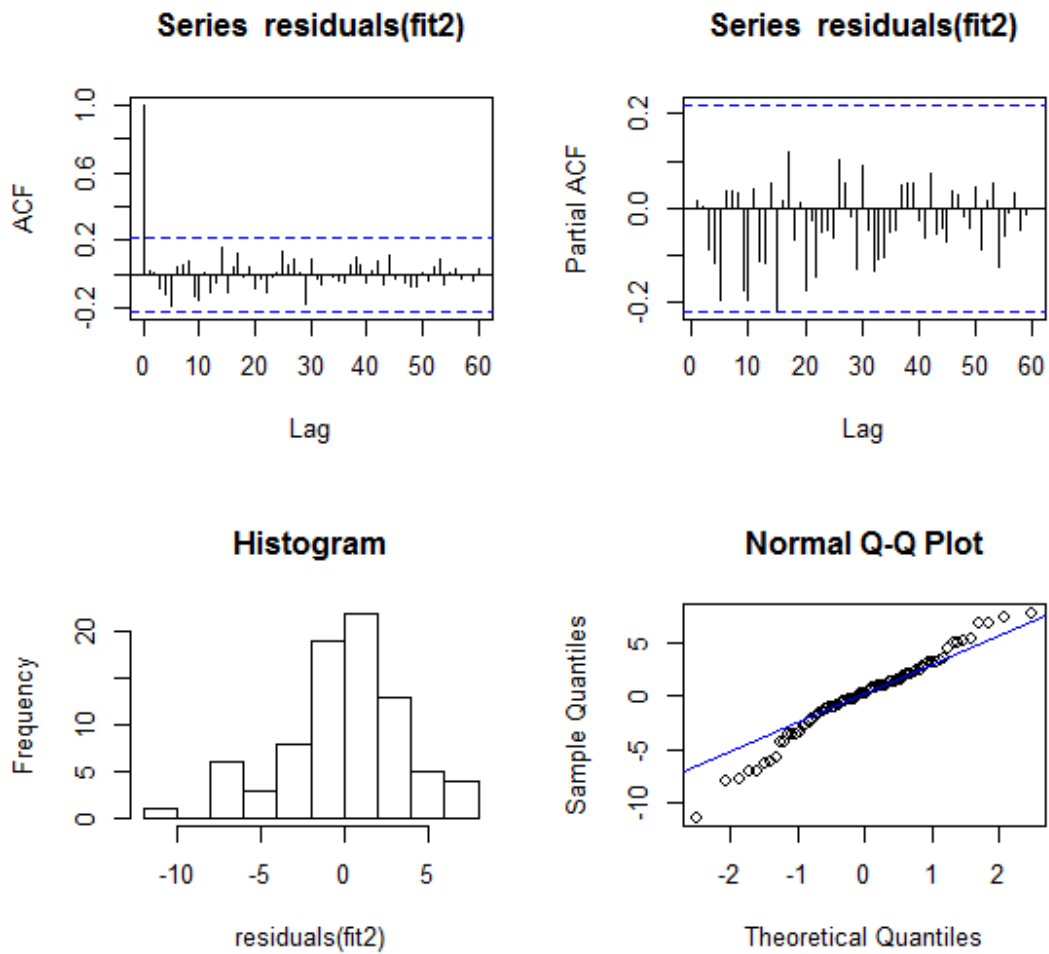 Series residuals(fit2)
ACF
1.0
0.6
0.2
-0.2
0 10 20 30 40 50 60
Lag
Series residuals(fit2)
Partial ACF
0.2
0.0
-0.2
0 10 20 30 40 50 60
Lag
Histogram
Frequency
20
10
5
0
-10 -5 0 5
residuals(fit2)
Normal Q-Q Plot
Sample Quantiles
5
0
-5
-10
-2 -1 0 1 2
Theoretical Quantiles